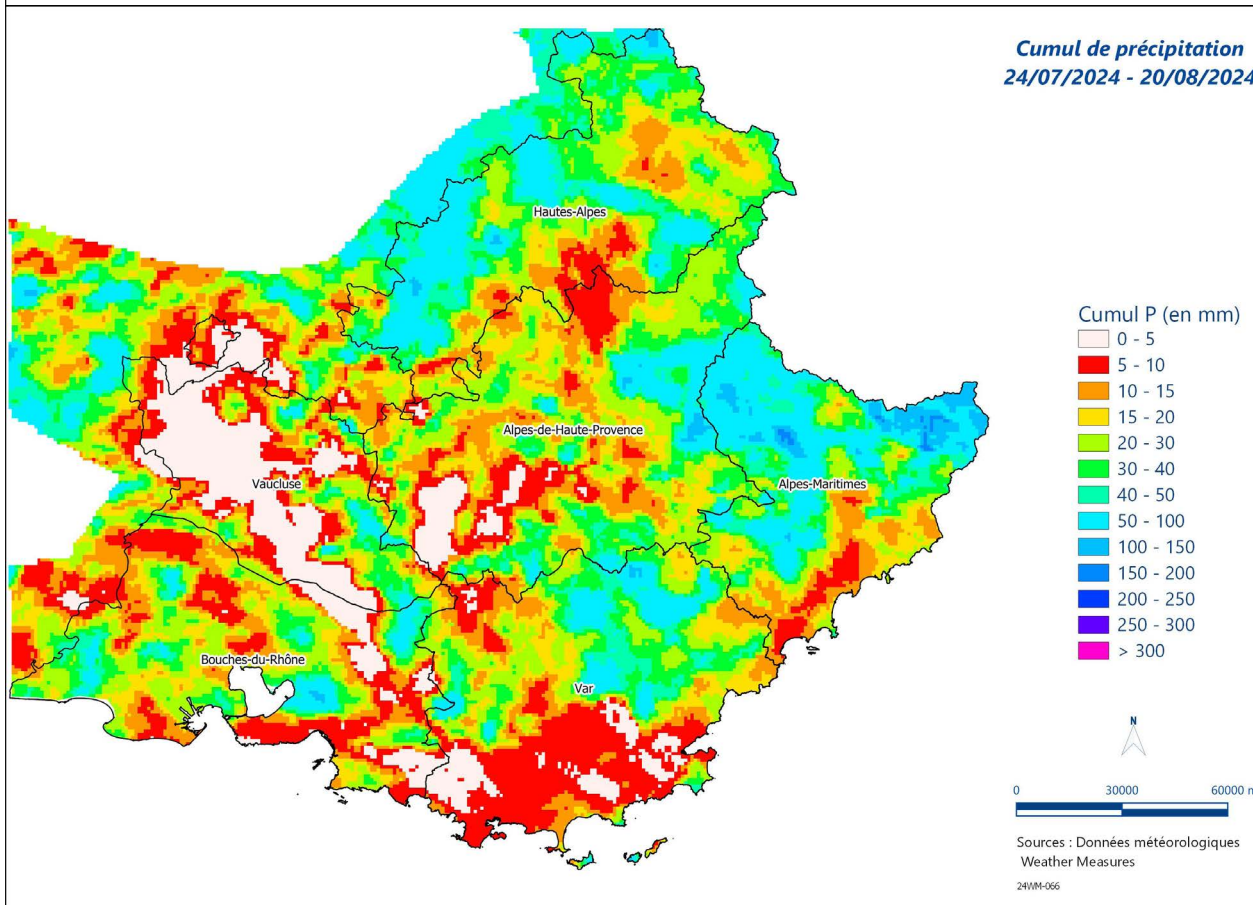 Cumul de précipitation
24/07/2024 - 20/08/2024
Hautes-Alpes
Cumul P (en mm)
0 - 5
5 - 10
10 - 15
15 - 20
20 - 30
30 - 40
40 - 50
50 - 100
100 - 150
150 - 200
200 - 250
250 - 300
> 300
Alpes-de-Haute-Provence
Vaucluse
Alpes-Maritimes
Bouches-du-Rhône
Var
N
0 30000 60000 m
Sources : Données météorologiques
Weather Measures
24WM-066